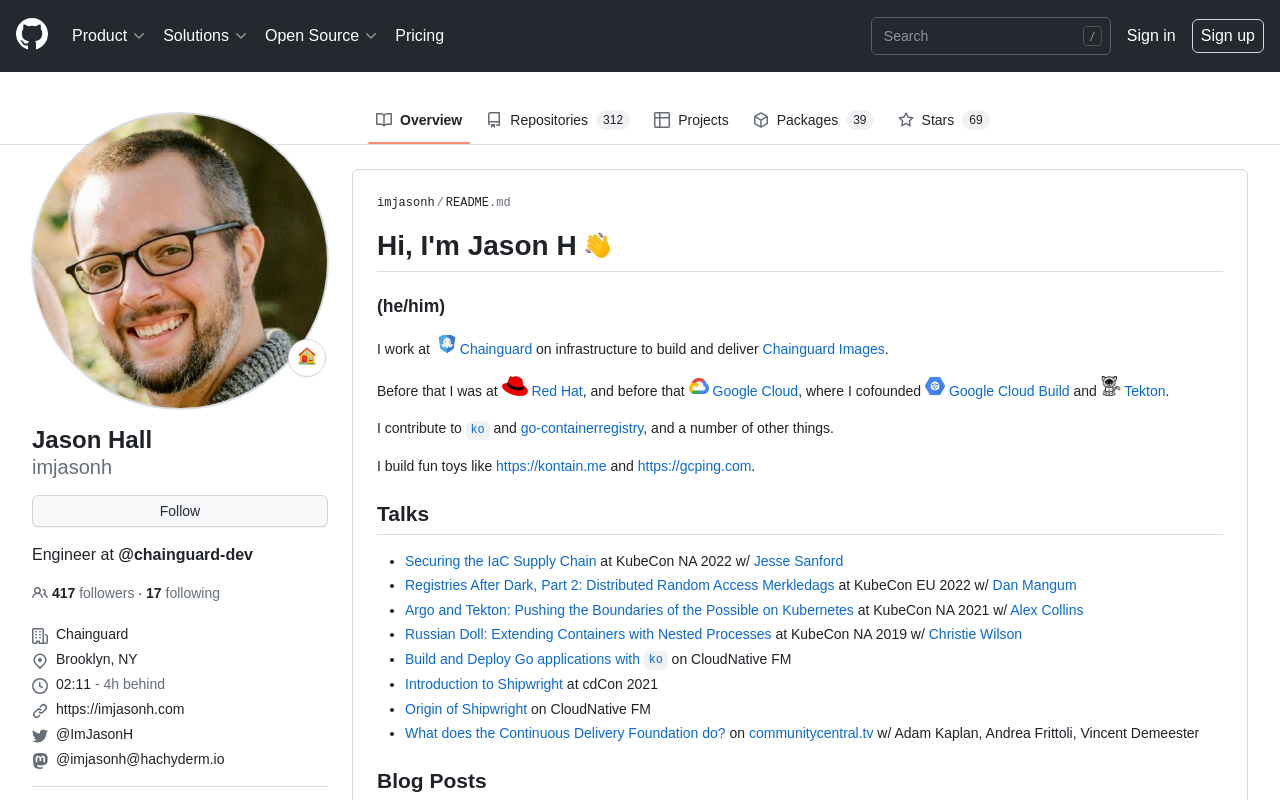 Product
Solutions
Open Source
Pricing
Search
/
Sign in
Sign up
Overview
Repositories 312
Projects
Packages 39
Stars 69
Jason Hall
imjasonh
Follow
Engineer at @chainguard-dev
417 followers · 17 following
Chainguard
Brooklyn, NY
02:11 - 4h behind
https://imjasonh.com
@ImJasonH
@imjasonh@hachyderm.io
imjasonh/README.md
Hi, I'm Jason H 👋
(he/him)
I work at Chainguard on infrastructure to build and deliver Chainguard Images.
Before that I was at Red Hat, and before that Google Cloud, where I cofounded Google Cloud Build and Tekton.
I contribute to ko and go-containerregistry, and a number of other things.
I build fun toys like https://kontain.me and https://gcping.com.
Talks
• Securing the IaC Supply Chain at KubeCon NA 2022 w/ Jesse Sanford
• Registries After Dark, Part 2: Distributed Random Access Merkledags at KubeCon EU 2022 w/ Dan Mangum
• Argo and Tekton: Pushing the Boundaries of the Possible on Kubernetes at KubeCon NA 2021 w/ Alex Collins
• Russian Doll: Extending Containers with Nested Processes at KubeCon NA 2019 w/ Christie Wilson
• Build and Deploy Go applications with ko on CloudNative FM
• Introduction to Shipwright at cdCon 2021
• Origin of Shipwright on CloudNative FM
• What does the Continuous Delivery Foundation do? on communitycentral.tv w/ Adam Kaplan, Andrea Frittoli, Vincent Demeester
Blog Posts